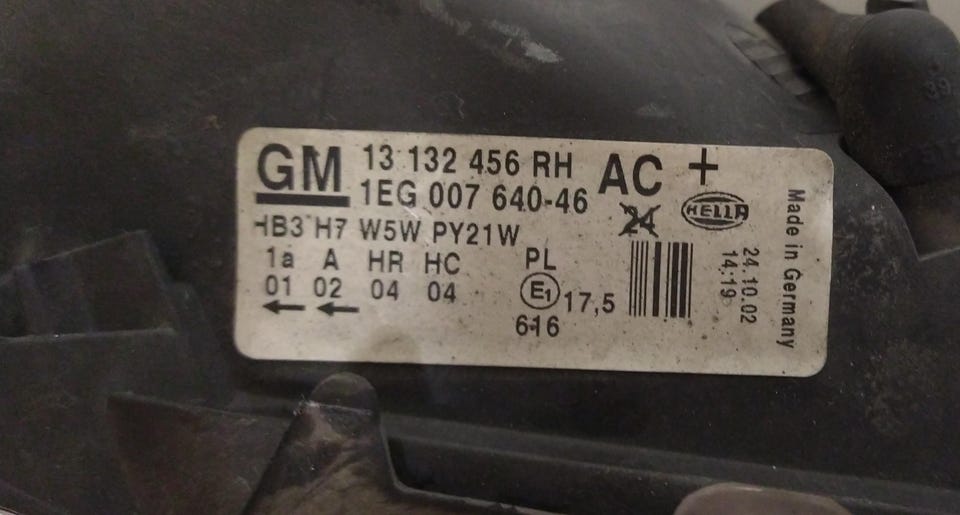 GM 13 132 456 RH AC +
1EG 007 640-46
24 HELLA
HB3 H7 W5W PY21W
1a A HR HC PL
01 02 04 04 E1 17,5
616
24.10.02
14:19
Made in Germany